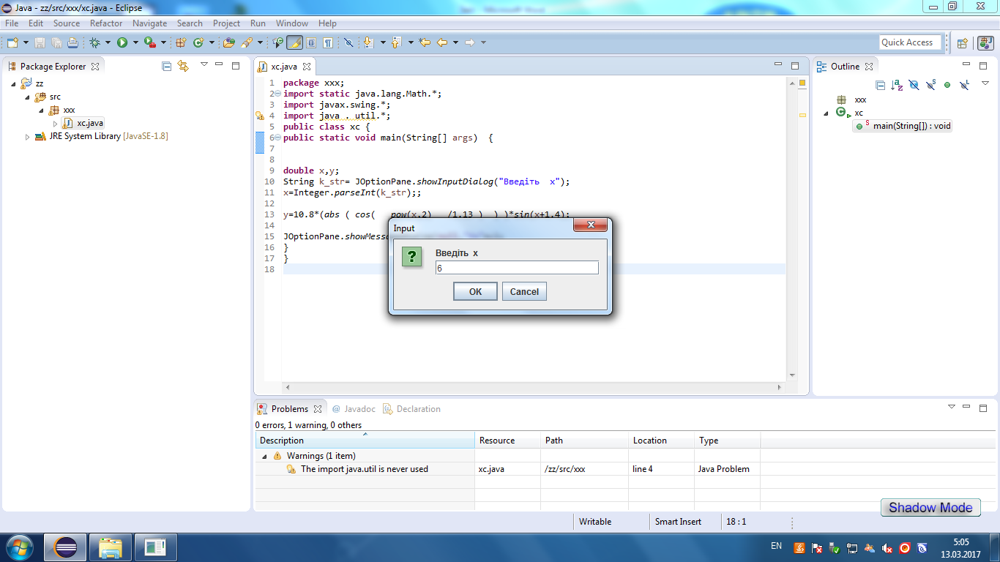 Java - zz/src/xxx/xc.java - Eclipse
File Edit Source Refactor Navigate Search Project Run Window Help
Quick Access
Package Explorer
zz
src
xxx
xc.java
JRE System Library [JavaSE-1.8]
xc.java
1 package xxx;
2 import static java.lang.Math.*;
3 import javax.swing.*;
4 import java . util.*;
5 public class xc {
6 public static void main(String[] args)  {
7
8
9 double x,y;
10 String k_str= JOptionPane.showInputDialog("Введіть  x");
11 x=Integer.parseInt(k_str);;
12
13 y=10.8*(abs ( cos(   pow(x,2)   /1.13 )  ) )*sin(x+1.4);
14
15 JOptionPane.showMess
16 }
17 }
18
Input
Введіть x
6
OK Cancel
Outline
xxx
xc
main(String[]) : void
Problems @ Javadoc Declaration
0 errors, 1 warning, 0 others
Description Resource Path Location Type
Warnings (1 item)
The import java.util is never used xc.java /zz/src/xxx line 4 Java Problem
Shadow Mode
Writable Smart Insert 18 : 1
EN 5:05
13.03.2017